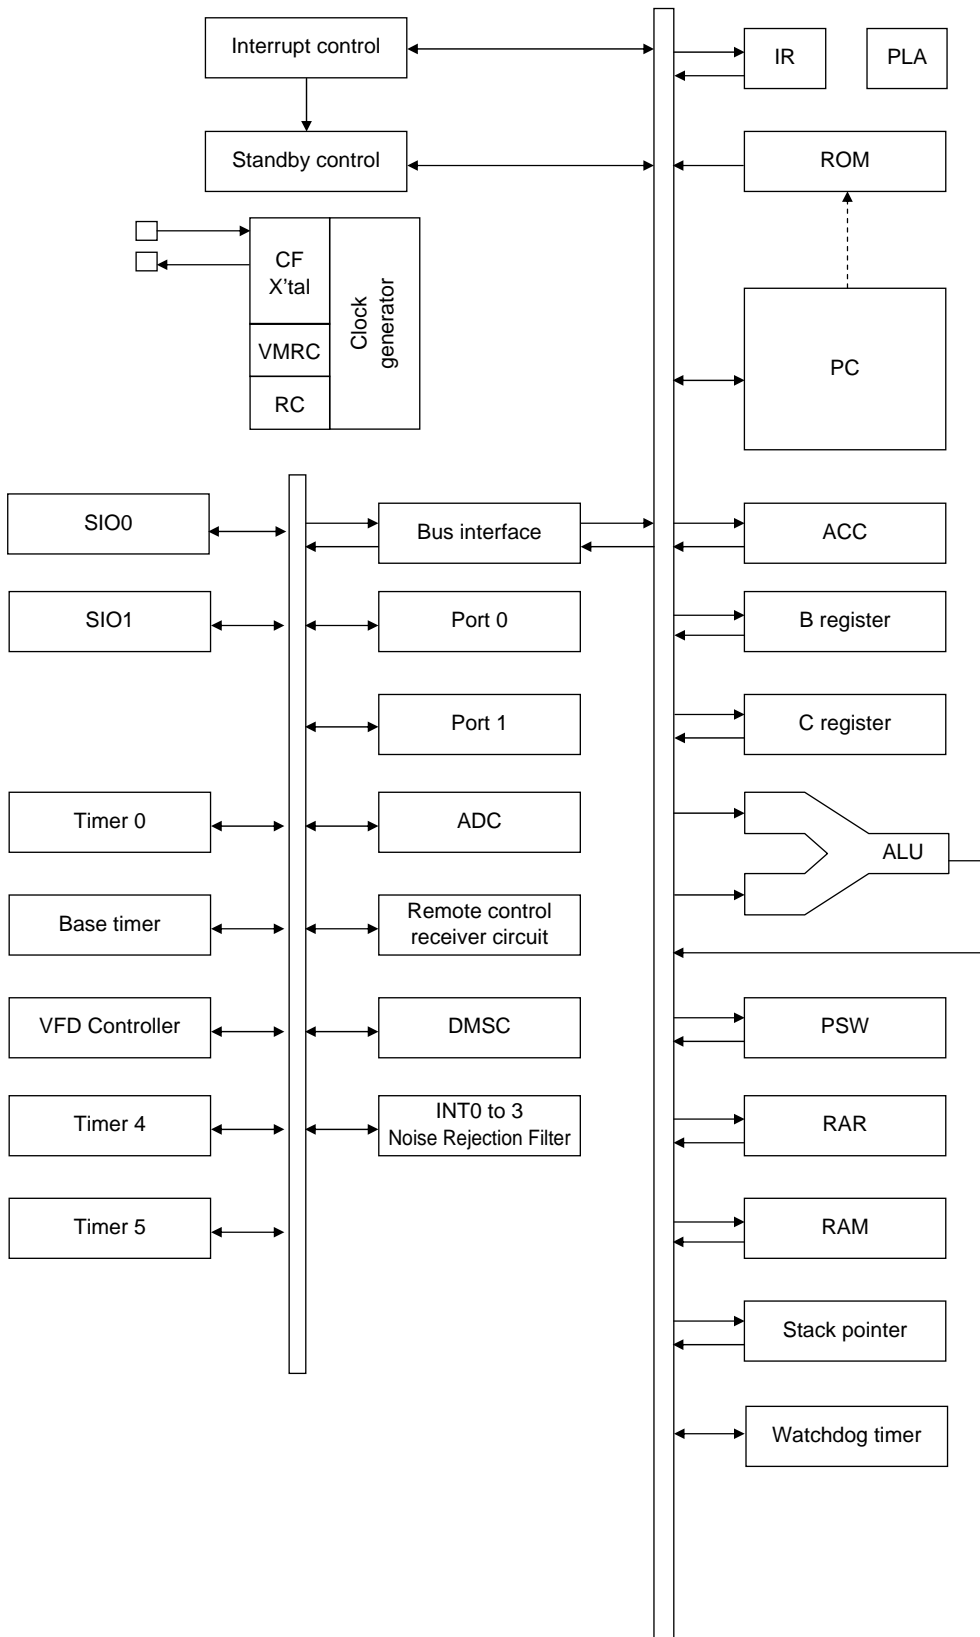 Interrupt control
IR
PLA
Standby control
ROM
CF
X'tal
VMRC
RC
Clock
generator
PC
SIO0
Bus interface
ACC
SIO1
Port 0
B register
Port 1
C register
Timer 0
ADC
ALU
Base timer
Remote control
receiver circuit
VFD Controller
DMSC
PSW
Timer 4
INT0 to 3
Noise Rejection Filter
RAR
Timer 5
RAM
Stack pointer
Watchdog timer